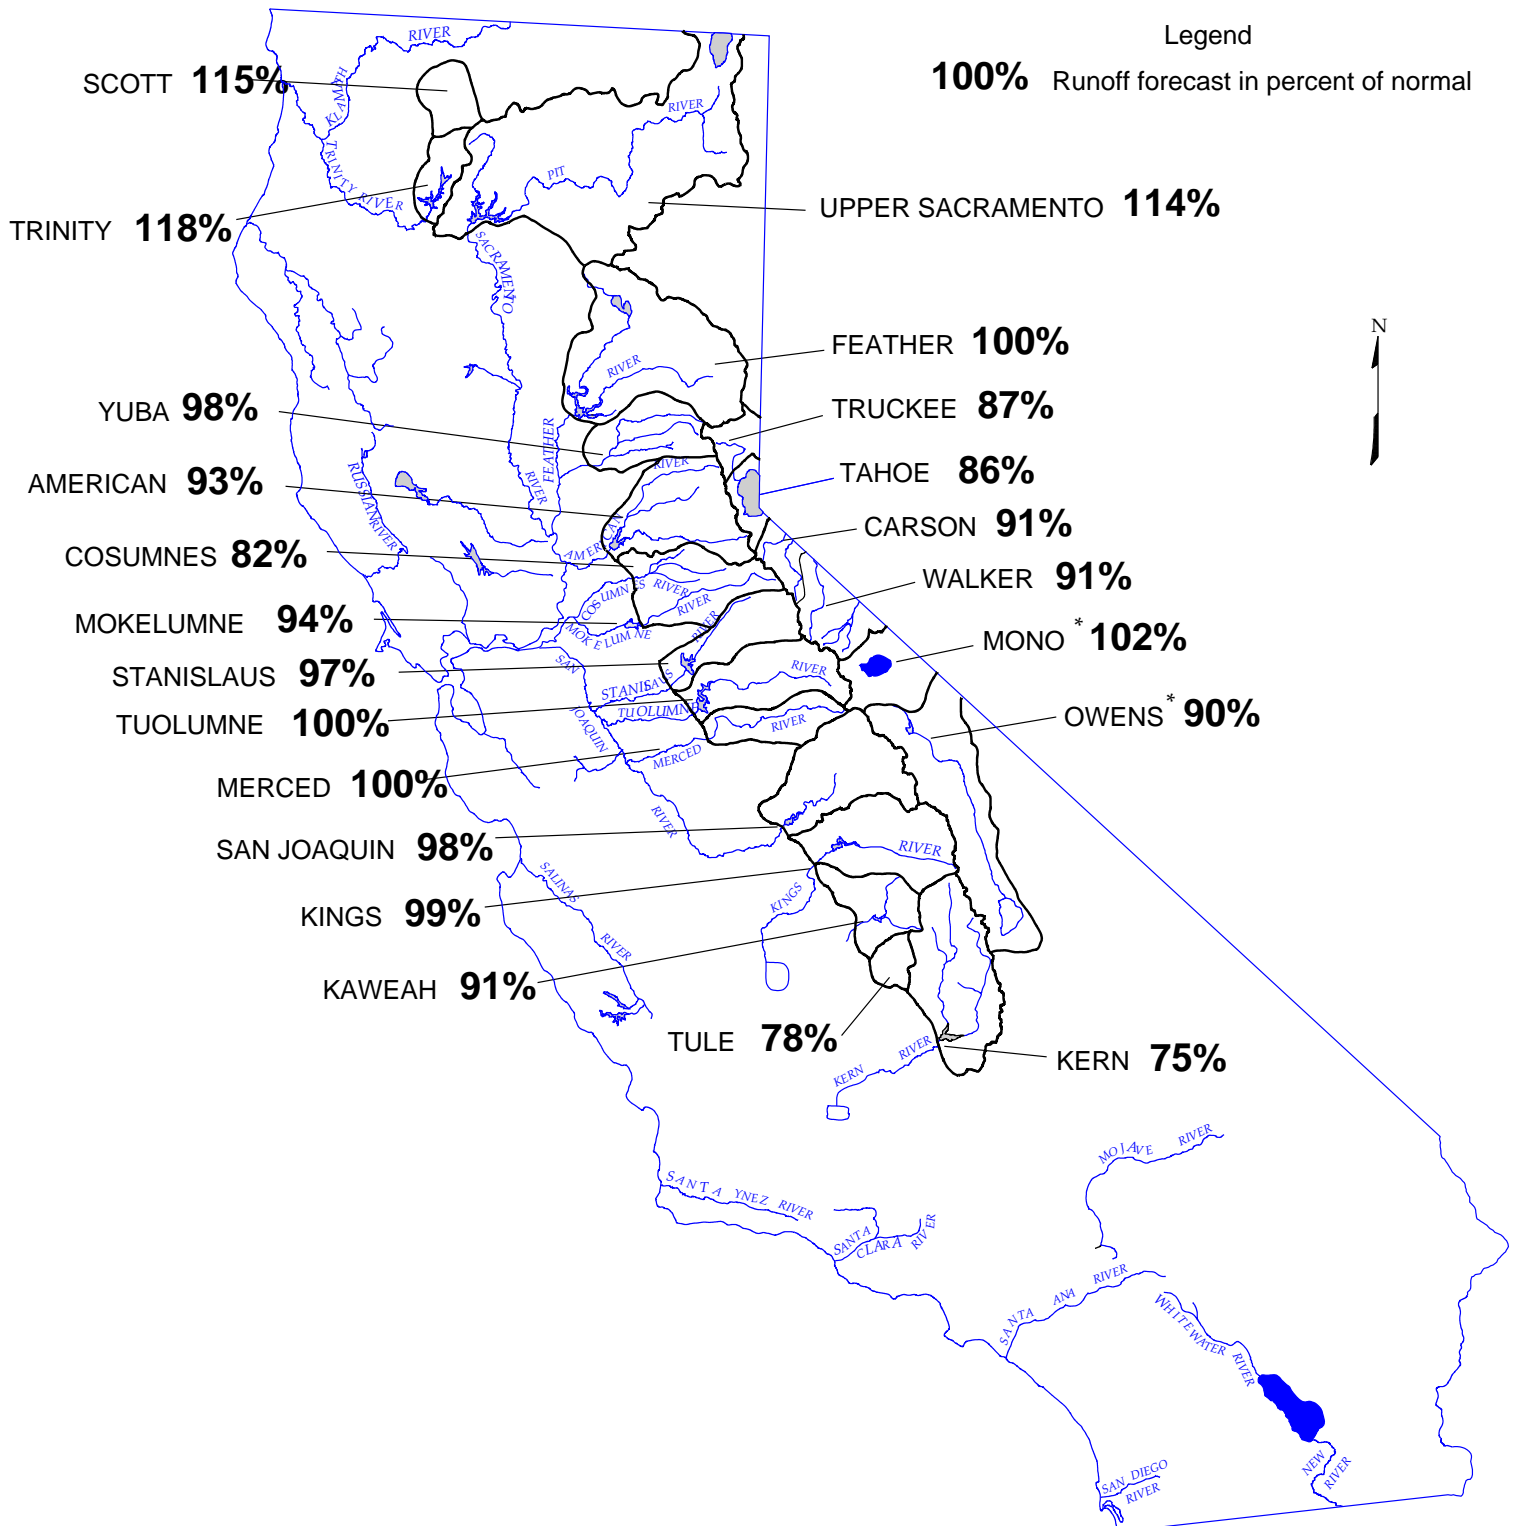 Legend
100% Runoff forecast in percent of normal
N
SCOTT 115%
TRINITY 118%
UPPER SACRAMENTO 114%
FEATHER 100%
YUBA 98%
TRUCKEE 87%
TAHOE 86%
AMERICAN 93%
CARSON 91%
COSUMNES 82%
WALKER 91%
MOKELUMNE 94%
MONO * 102%
STANISLAUS 97%
OWENS * 90%
TUOLUMNE 100%
MERCED 100%
SAN JOAQUIN 98%
KINGS 99%
KAWEAH 91%
TULE 78%
KERN 75%
KLAMATH RIVER
TRINITY RIVER
PIT RIVER
SACRAMENTO RIVER
FEATHER RIVER
RIVER
RUSSIAN RIVER
AMERICAN RIVER
COSUMNES RIVER
MOKELUMNE RIVER
STANISLAUS RIVER
TUOLUMNE RIVER
MERCED RIVER
SAN JOAQUIN RIVER
KINGS RIVER
SALINAS RIVER
KERN RIVER
MOJAVE RIVER
SANTA YNEZ RIVER
SANTA CLARA RIVER
SANTA ANA RIVER
WHITEWATER RIVER
NEW RIVER
SAN DIEGO RIVER